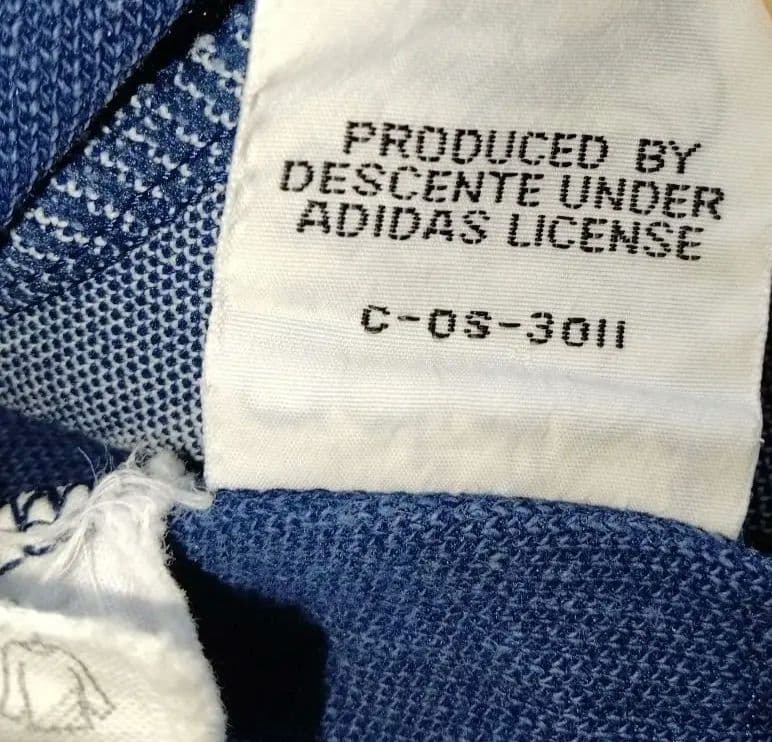 PRODUCED BY
DESCENTE UNDER
ADIDAS LICENSE
C-OS-3011